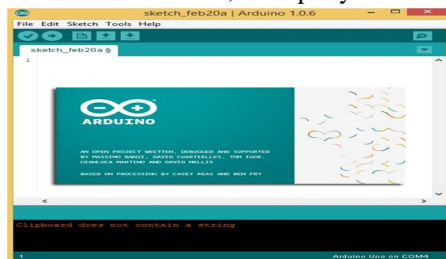 sketch_feb20a | Arduino 1.0.6
File Edit Sketch Tools Help
sketch_feb20a §
1
ARDUINO
AN OPEN PROJECT WRITTEN, DEBUGGED AND SUPPORTED
BY MASSIMO BANZI, DAVID CUARTIELLES, TOM IGOE,
GIANLUCA MARTINO AND DAVID MELLIS
BASED ON PROCESSING BY CASEY REAS AND BEN FRY
Clipboard does not contain a string
1
Arduino Uno on COM4